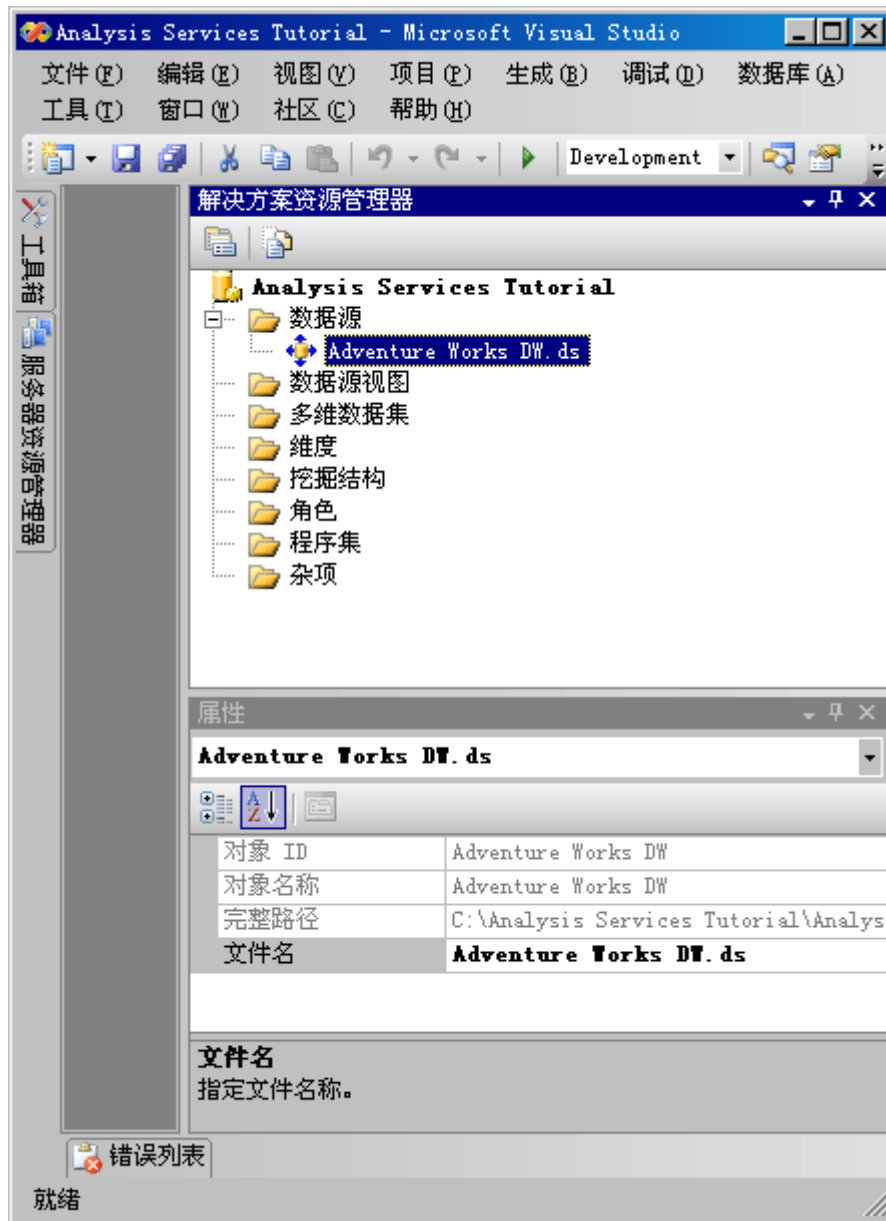 Analysis Services Tutorial - Microsoft Visual Studio
文件(F) 编辑(E) 视图(V) 项目(P) 生成(B) 调试(D) 数据库(A)
工具(T) 窗口(W) 社区(C) 帮助(H)
Development
工具箱
服务器资源管理器
解决方案资源管理器
Analysis Services Tutorial
数据源
Adventure Works DW.ds
数据源视图
多维数据集
维度
挖掘结构
角色
程序集
杂项
属性
Adventure Works DW.ds
对象 ID Adventure Works DW
对象名称 Adventure Works DW
完整路径 C:\Analysis Services Tutorial\Analys
文件名 Adventure Works DW.ds
文件名
指定文件名称。
错误列表
就绪